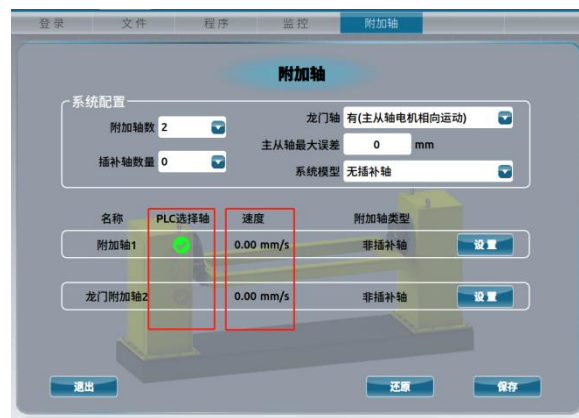 登录 文件 程序 监控 附加轴
附加轴
系统配置
附加轴数 2 龙门轴 有(主从轴电机相向运动)
主从轴最大误差 0 mm
插补轴数量 0 系统模型 无插补轴
名称 PLC选择轴 速度 附加轴类型
附加轴1 0.00 mm/s 非插补轴 设置
龙门附加轴2 0.00 mm/s 非插补轴 设置
退出 还原 保存